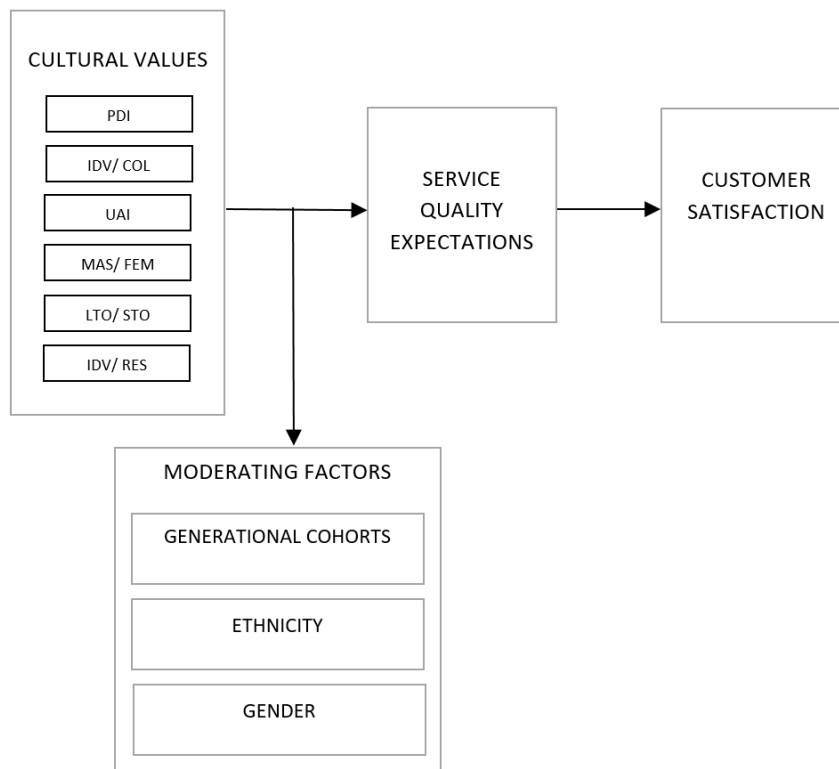 CULTURAL VALUES
PDI
IDV/ COL
UAI
MAS/ FEM
LTO/ STO
IDV/ RES
SERVICE
QUALITY
EXPECTATIONS
CUSTOMER
SATISFACTION
MODERATING FACTORS
GENERATIONAL COHORTS
ETHNICITY
GENDER